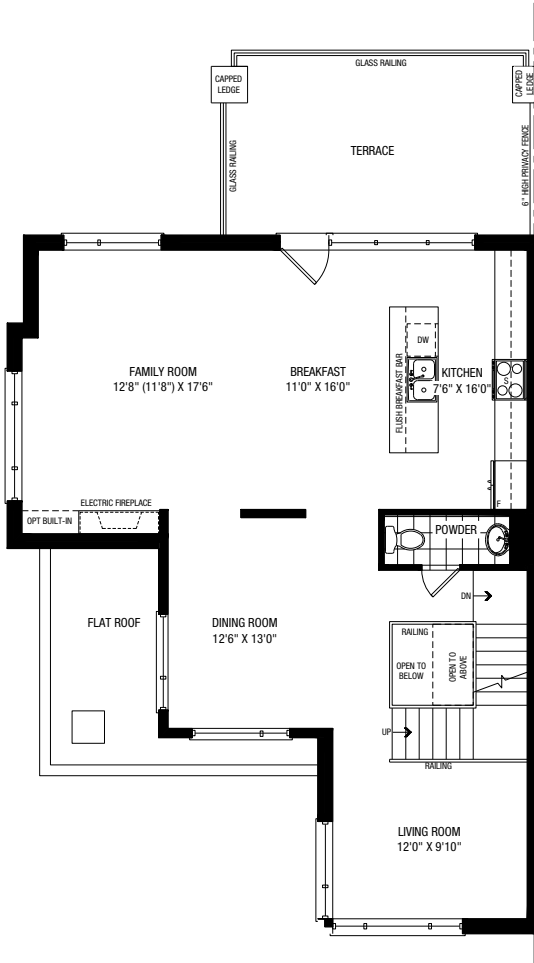 GLASS RAILING
CAPPED
LEDGE
CAPPED
LEDGE
GLASS RAILING
TERRACE
6" HIGH PRIVACY FENCE
DW
FAMILY ROOM
12'8" (11'8") X 17'6"
BREAKFAST
11'0" X 16'0"
FLUSH BREAKFAST BAR
KITCHEN
7'6" X 16'0"
S
ELECTRIC FIREPLACE
OPT BUILT-IN
F
POWDER
DN
FLAT ROOF
DINING ROOM
12'6" X 13'0"
RAILING
OPEN TO
BELOW
OPEN TO
ABOVE
UP
RAILING
LIVING ROOM
12'0" X 9'10"